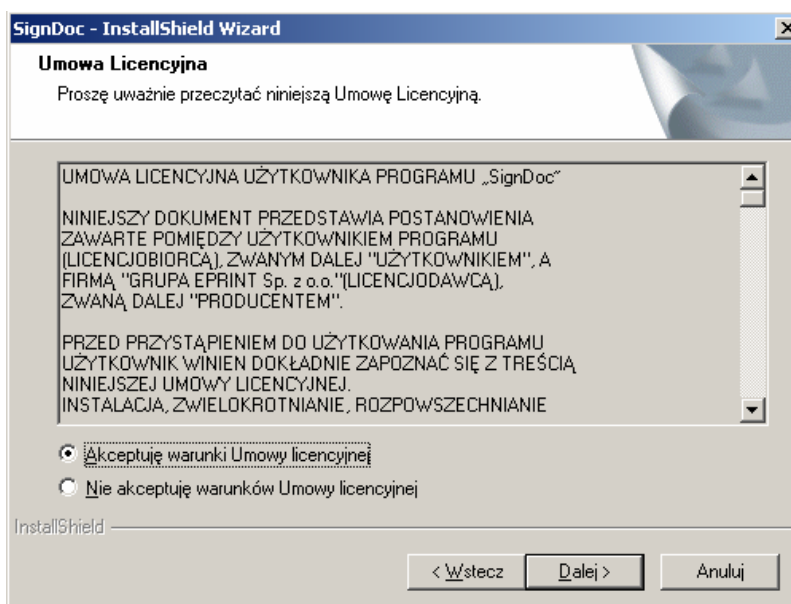 SignDoc - InstallShield Wizard
Umowa Licencyjna
Proszę uważnie przeczytać niniejszą Umowę Licencyjną.
UMOWA LICENCYJNA UŻYTKOWNIKA PROGRAMU „SignDoc”
NINIEJSZY DOKUMENT PRZEDSTAWIA POSTANOWIENIA
ZAWARTE POMIĘDZY UŻYTKOWNIKIEM PROGRAMU
(LICENCJOBIORCĄ), ZWANYM DALEJ "UŻYTKOWNIKIEM", A
FIRMĄ "GRUPA EPRINT Sp. z o.o."(LICENCJODAWCĄ),
ZWANĄ DALEJ "PRODUCENTEM".
PRZED PRZYSTĄPIENIEM DO UŻYTKOWANIA PROGRAMU
UŻYTKOWNIK WINIEN DOKŁADNIE ZAPOZNAĆ SIĘ Z TREŚCIĄ
NINIEJSZEJ UMOWY LICENCYJNEJ.
INSTALACJA, ZWIELOKROTNIANIE, ROZPOWSZECHNIANIE
Akceptuję warunki Umowy licencyjnej
Nie akceptuję warunków Umowy licencyjnej
InstallShield
< Wstecz
Dalej >
Anuluj